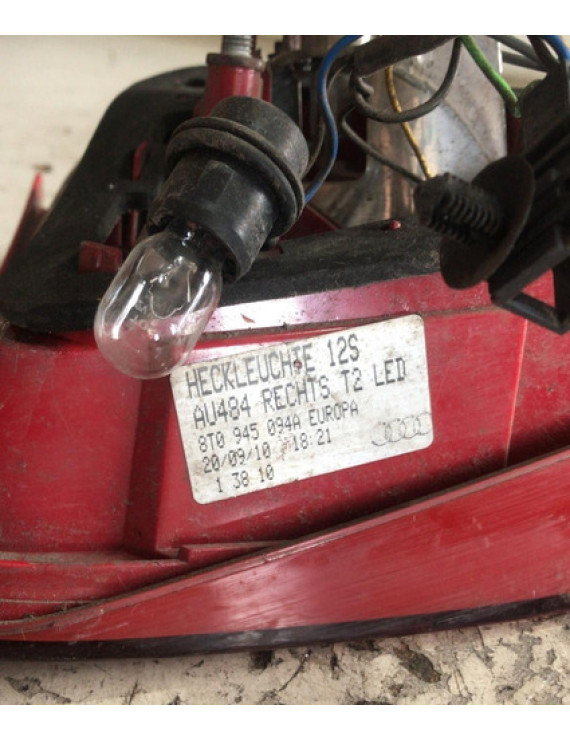 HECKLEUCHTE 12S
AU484 RECHTS T2 LED
8T0 945 094A EUROPA
20/09/10 18:21
1 38 10